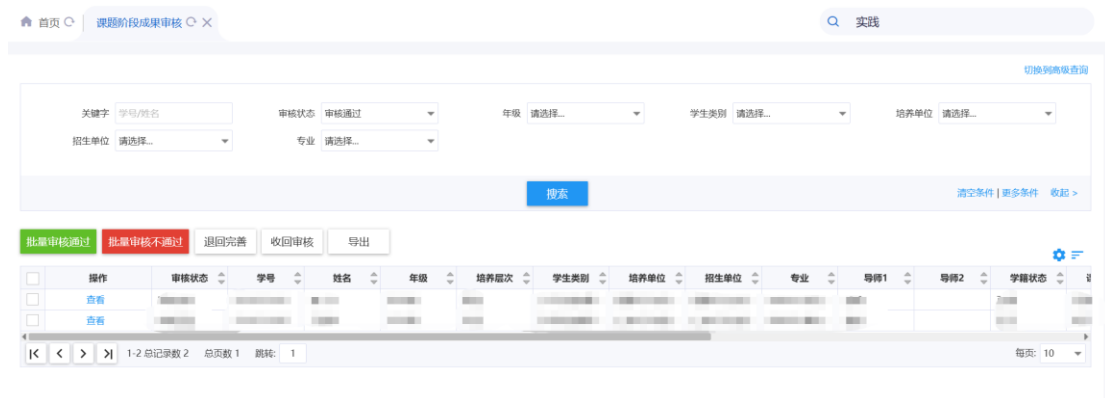 首页 课题阶段成果审核 实践
切换到高级查询
关键字 学号/姓名 审核状态 审核通过 年级 请选择... 学生类别 请选择... 培养单位 请选择...
招生单位 请选择... 专业 请选择...
搜索 清空条件 | 更多条件 收起 >
批量审核通过 批量审核不通过 退回完善 收回审核 导出
操作 审核状态 学号 姓名 年级 培养层次 学生类别 培养单位 招生单位 专业 导师1 导师2 学籍状态
查看
查看
1-2 总记录数 2 总页数 1 跳转: 1 每页: 10